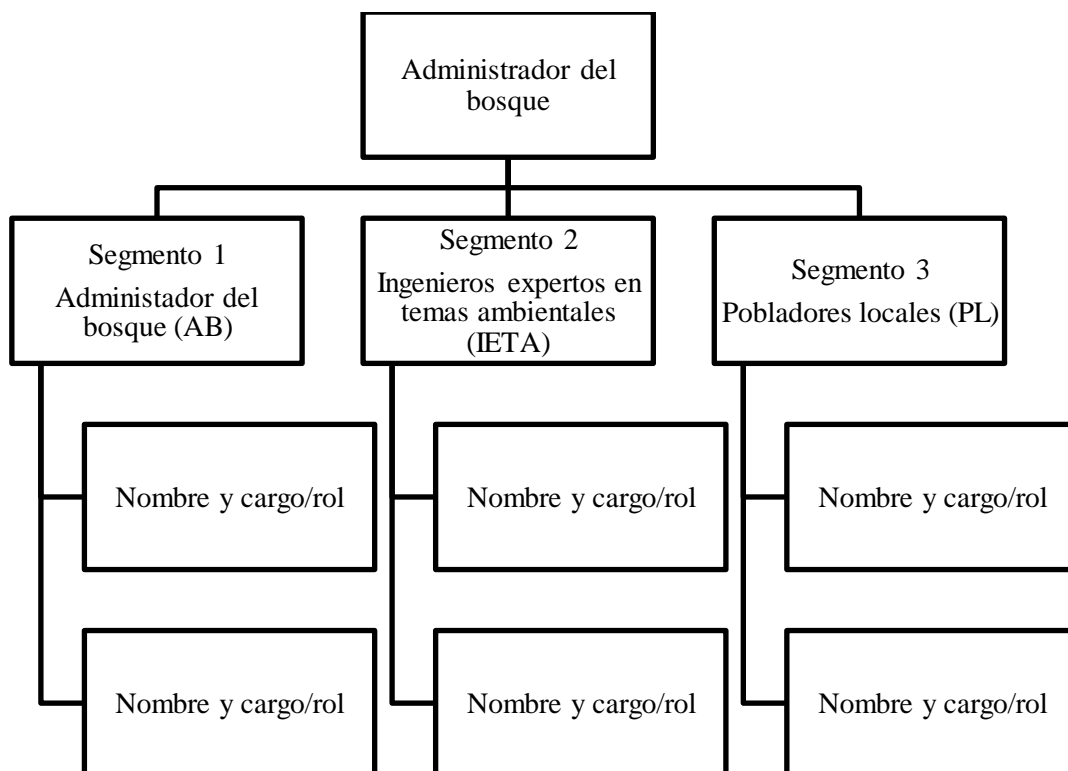 Administrador del
bosque
Segmento 1
Administador del
bosque (AB)
Segmento 2
Ingenieros expertos en
temas ambientales
(IETA)
Segmento 3
Pobladores locales (PL)
Nombre y cargo/rol
Nombre y cargo/rol
Nombre y cargo/rol
Nombre y cargo/rol
Nombre y cargo/rol
Nombre y cargo/rol